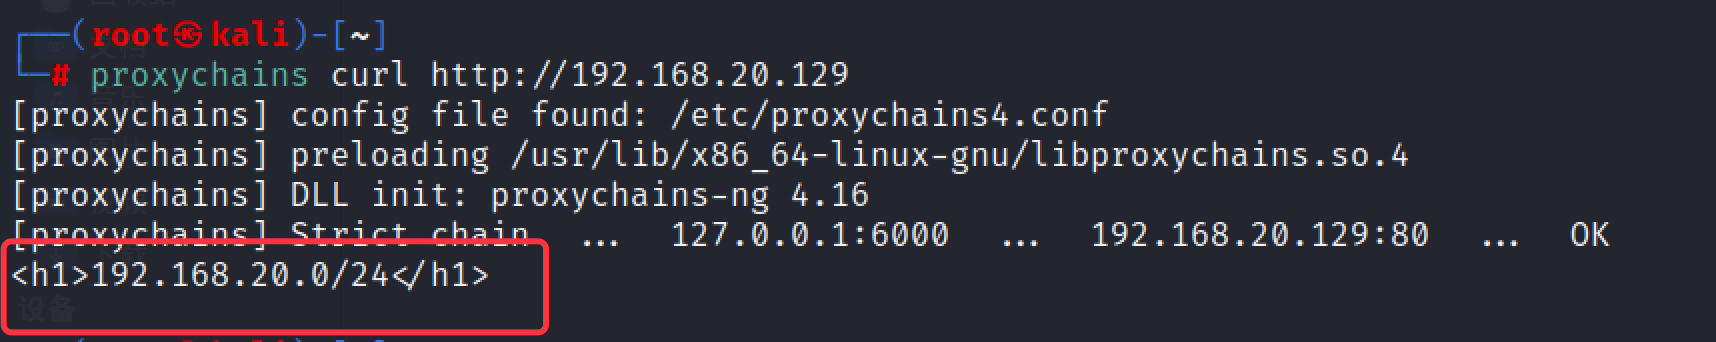 ┌──(root㉿kali)-[~]
└─# proxychains curl http://192.168.20.129
[proxychains] config file found: /etc/proxychains4.conf
[proxychains] preloading /usr/lib/x86_64-linux-gnu/libproxychains.so.4
[proxychains] DLL init: proxychains-ng 4.16
[proxychains] Strict chain  ...  127.0.0.1:6000  ...  192.168.20.129:80  ...  OK
<h1>192.168.20.0/24</h1>
设备